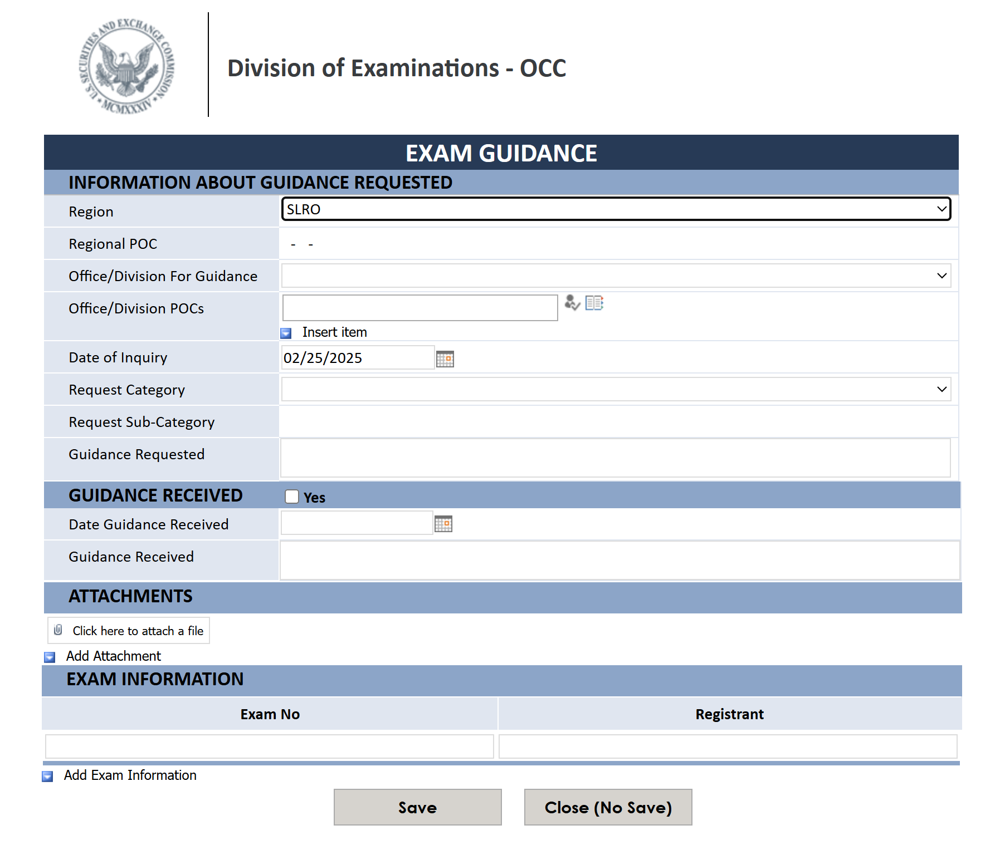 U.S. SECURITIES AND EXCHANGE COMMISSION
MCMXXXIV
Division of Examinations - OCC
EXAM GUIDANCE
INFORMATION ABOUT GUIDANCE REQUESTED
Region SLRO
Regional POC - -
Office/Division For Guidance
Office/Division POCs
Insert item
Date of Inquiry 02/25/2025
Request Category
Request Sub-Category
Guidance Requested
GUIDANCE RECEIVED Yes
Date Guidance Received
Guidance Received
ATTACHMENTS
Click here to attach a file
Add Attachment
EXAM INFORMATION
Exam No Registrant
Add Exam Information
Save Close (No Save)